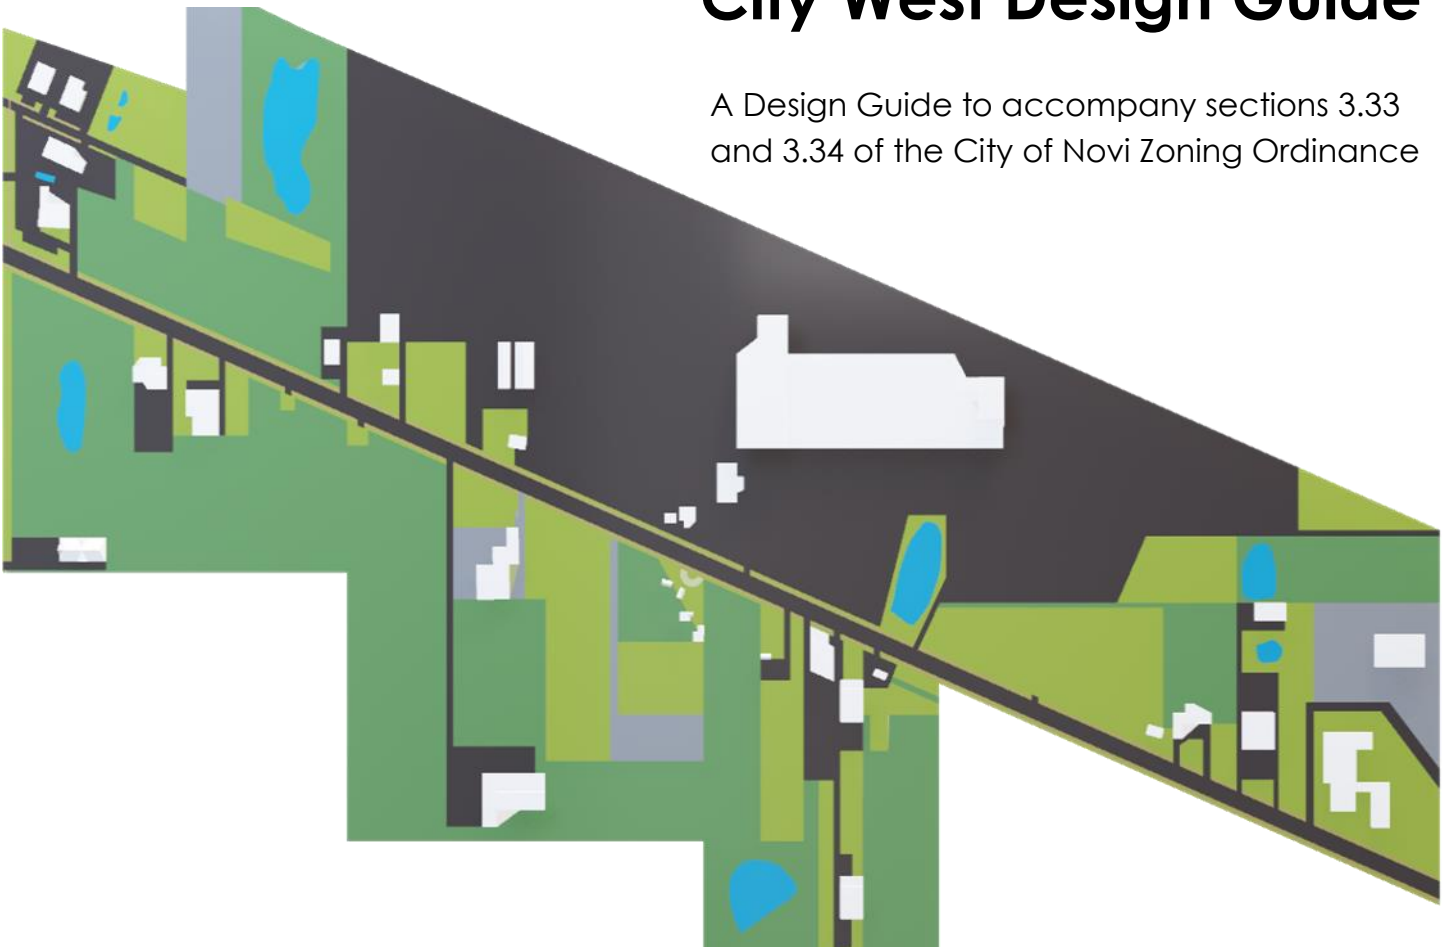 City West Design Guide
A Design Guide to accompany sections 3.33
and 3.34 of the City of Novi Zoning Ordinance